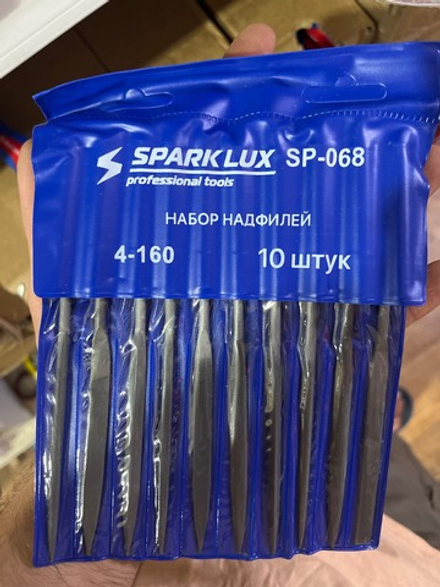 SPARKLUX SP-068
professional tools
НАБОР НАДФИЛЕЙ
4-160 10 штук